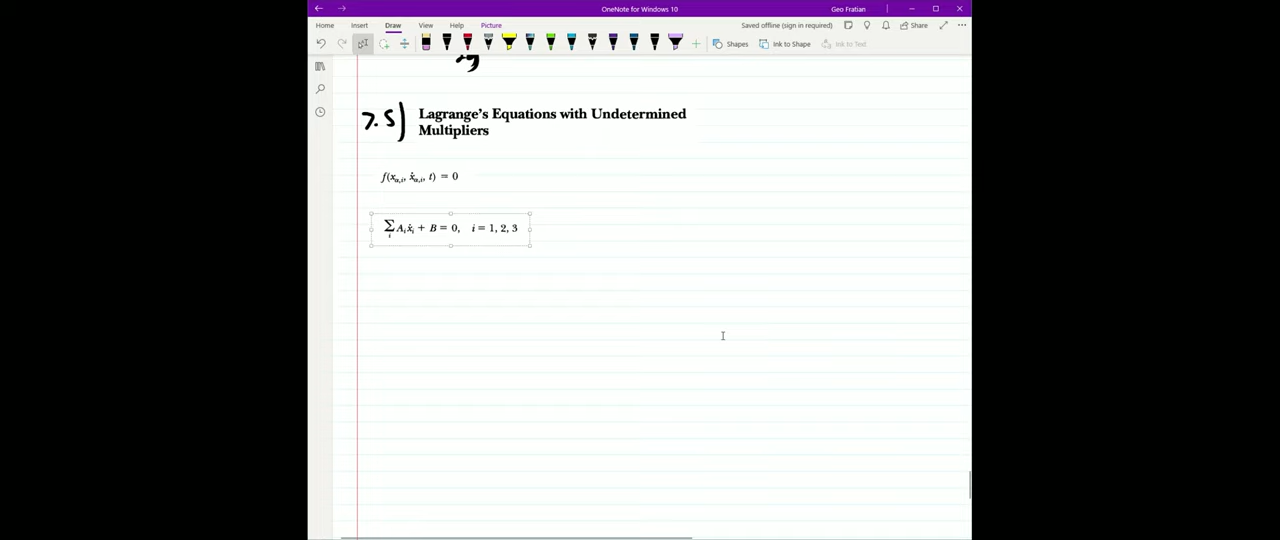 OneNote for Windows 10
Geo Fratian
Home Insert Draw View Help Picture
Saved offline (sign in required)
Share
Shapes Ink to Shape Ink to Text
7.5) Lagrange's Equations with Undetermined
Multipliers
f(x_{α,i}, ẋ_{α,i}, t) = 0
∑_i A_i ẋ_i + B = 0, i = 1, 2, 3